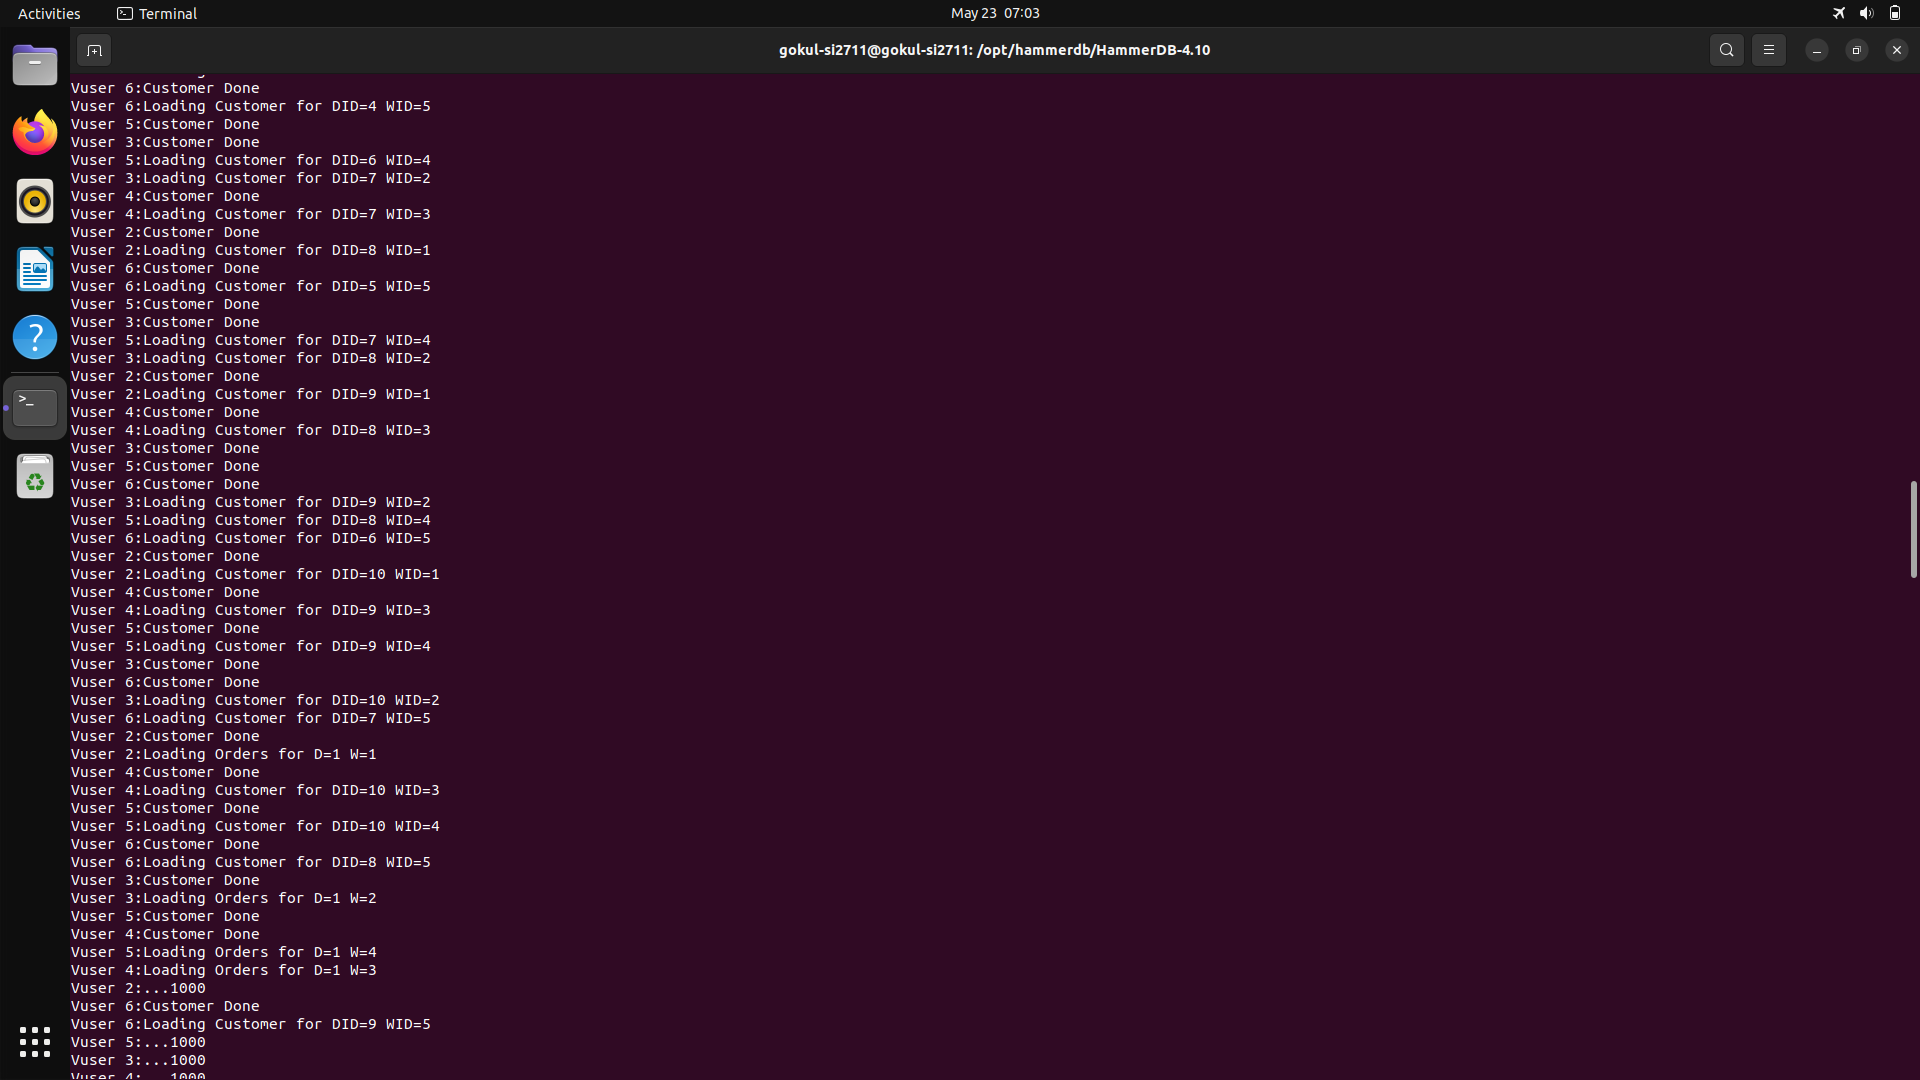 Activities
Terminal
May 23 07:03
gokul-si2711@gokul-si2711: /opt/hammerdb/HammerDB-4.10
Vuser 6:Customer Done
Vuser 6:Loading Customer for DID=4 WID=5
Vuser 5:Customer Done
Vuser 3:Customer Done
Vuser 5:Loading Customer for DID=6 WID=4
Vuser 3:Loading Customer for DID=7 WID=2
Vuser 4:Customer Done
Vuser 4:Loading Customer for DID=7 WID=3
Vuser 2:Customer Done
Vuser 2:Loading Customer for DID=8 WID=1
Vuser 6:Customer Done
Vuser 6:Loading Customer for DID=5 WID=5
Vuser 5:Customer Done
Vuser 3:Customer Done
Vuser 5:Loading Customer for DID=7 WID=4
Vuser 3:Loading Customer for DID=8 WID=2
Vuser 2:Customer Done
Vuser 2:Loading Customer for DID=9 WID=1
Vuser 4:Customer Done
Vuser 4:Loading Customer for DID=8 WID=3
Vuser 3:Customer Done
Vuser 5:Customer Done
Vuser 6:Customer Done
Vuser 3:Loading Customer for DID=9 WID=2
Vuser 5:Loading Customer for DID=8 WID=4
Vuser 6:Loading Customer for DID=6 WID=5
Vuser 2:Customer Done
Vuser 2:Loading Customer for DID=10 WID=1
Vuser 4:Customer Done
Vuser 4:Loading Customer for DID=9 WID=3
Vuser 5:Customer Done
Vuser 5:Loading Customer for DID=9 WID=4
Vuser 3:Customer Done
Vuser 6:Customer Done
Vuser 3:Loading Customer for DID=10 WID=2
Vuser 6:Loading Customer for DID=7 WID=5
Vuser 2:Customer Done
Vuser 2:Loading Orders for D=1 W=1
Vuser 4:Customer Done
Vuser 4:Loading Customer for DID=10 WID=3
Vuser 5:Customer Done
Vuser 5:Loading Customer for DID=10 WID=4
Vuser 6:Customer Done
Vuser 6:Loading Customer for DID=8 WID=5
Vuser 3:Customer Done
Vuser 3:Loading Orders for D=1 W=2
Vuser 5:Customer Done
Vuser 4:Customer Done
Vuser 5:Loading Orders for D=1 W=4
Vuser 4:Loading Orders for D=1 W=3
Vuser 2:...1000
Vuser 6:Customer Done
Vuser 6:Loading Customer for DID=9 WID=5
Vuser 5:...1000
Vuser 3:...1000
Vuser 4:...1000